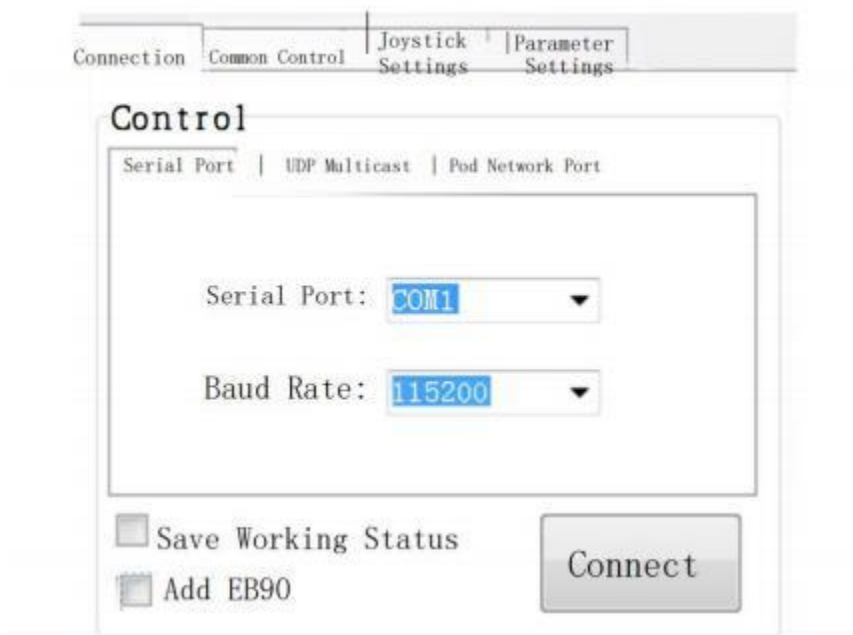 Connection Common Control Joystick Settings Parameter Settings
Control
Serial Port | UDP Multicast | Pod Network Port
Serial Port: COM1
Baud Rate: 115200
Save Working Status
Add EB90
Connect